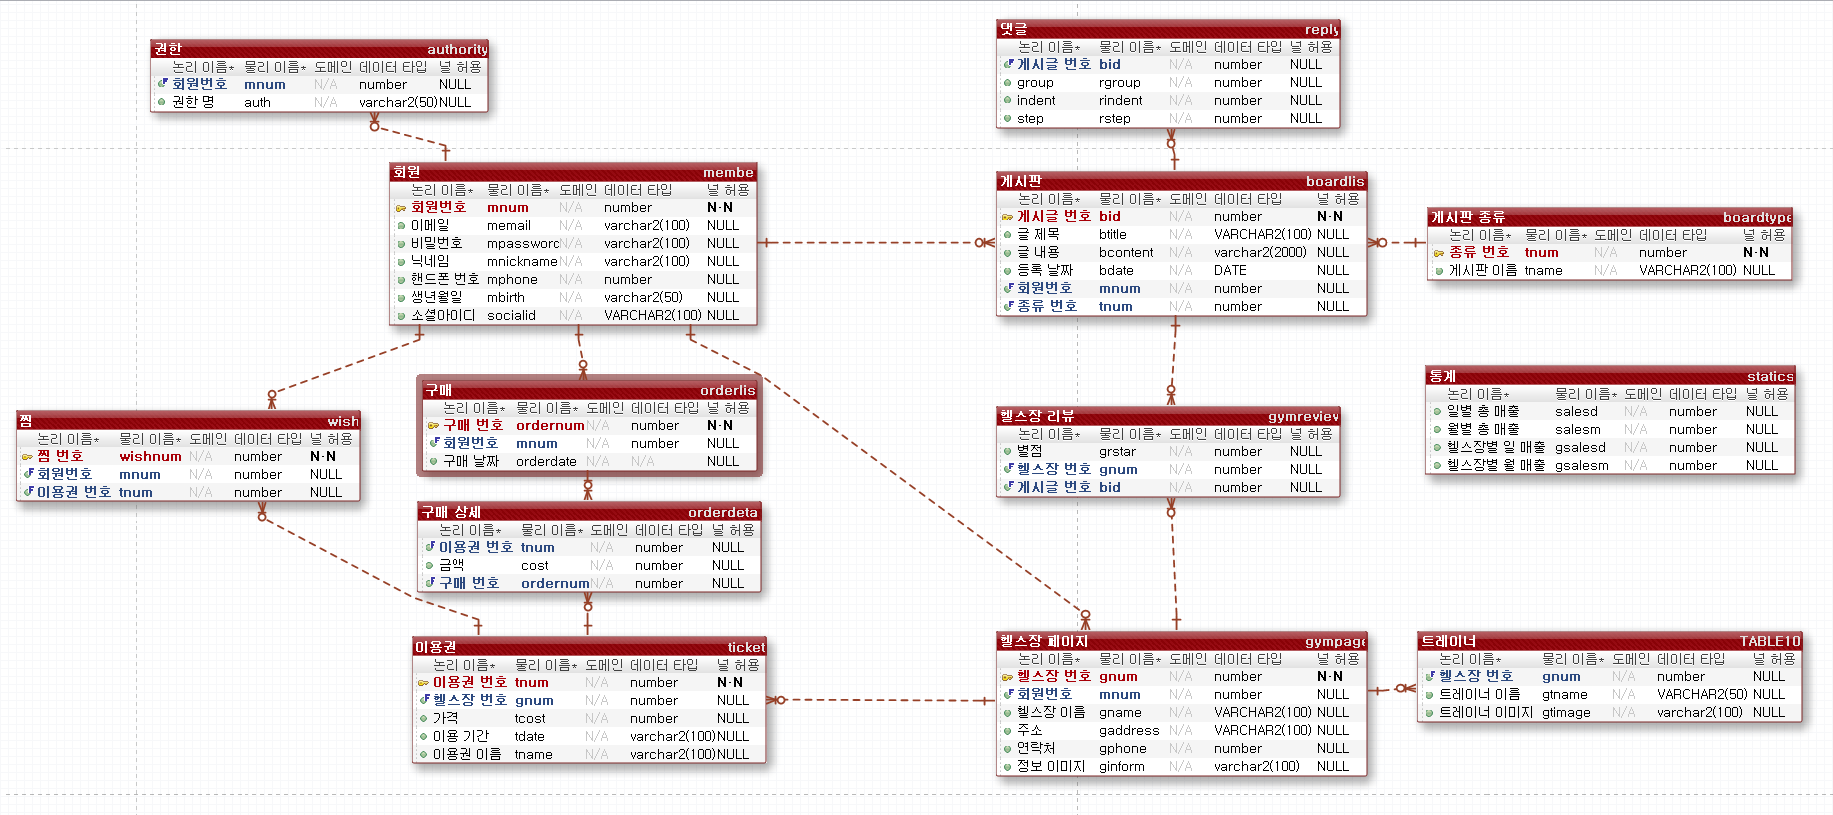 권한 authority
논리 이름* 물리 이름* 도메인 데이터 타입 널 허용
회원번호 mnum N/A number NULL
권한 명 auth N/A varchar2(50) NULL
댓글 reply
논리 이름* 물리 이름* 도메인 데이터 타입 널 허용
게시글 번호 bid N/A number NULL
group rgroup N/A number NULL
indent rindent N/A number NULL
step rstep N/A number NULL
회원 membe
논리 이름* 물리 이름* 도메인 데이터 타입 널 허용
회원번호 mnum N/A number N-N
이메일 memail N/A varchar2(100) NULL
비밀번호 mpassword N/A varchar2(100) NULL
닉네임 mnickname N/A varchar2(100) NULL
핸드폰 번호 mphone N/A number NULL
생년월일 mbirth N/A varchar2(50) NULL
소셜아이디 socialid N/A VARCHAR2(100) NULL
게시판 boardlis
논리 이름* 물리 이름* 도메인 데이터 타입 널 허용
게시글 번호 bid N/A number N-N
글 제목 btitle N/A VARCHAR2(100) NULL
글 내용 bcontent N/A varchar2(2000) NULL
등록 날짜 bdate N/A DATE NULL
회원번호 mnum N/A number NULL
종류 번호 tnum N/A number NULL
게시판 종류 boardtype
논리 이름* 물리 이름* 도메인 데이터 타입 널 허용
종류 번호 tnum N/A number N-N
게시판 이름 tname N/A VARCHAR2(100) NULL
찜 wish
논리 이름* 물리 이름* 도메인 데이터 타입 널 허용
찜 번호 wishnum N/A number N-N
회원번호 mnum N/A number NULL
이용권 번호 tnum N/A number NULL
구매 orderlis
논리 이름* 물리 이름* 도메인 데이터 타입 널 허용
구매 번호 ordernum N/A number N-N
회원번호 mnum N/A number NULL
구매 날짜 orderdate N/A N/A NULL
헬스장 리뷰 gymreview
논리 이름* 물리 이름* 도메인 데이터 타입 널 허용
별점 grstar N/A number NULL
헬스장 번호 gnum N/A number NULL
게시글 번호 bid N/A number NULL
통계 statics
논리 이름* 물리 이름* 도메인 데이터 타입 널 허용
일별 총 매출 salesd N/A number NULL
월별 총 매출 salesm N/A number NULL
헬스장별 일 매출 gsalesd N/A number NULL
헬스장별 월 매출 gsalesm N/A number NULL
구매 상세 orderdeta
논리 이름* 물리 이름* 도메인 데이터 타입 널 허용
이용권 번호 tnum N/A number NULL
금액 cost N/A number NULL
구매 번호 ordernum N/A number NULL
이용권 ticket
논리 이름* 물리 이름* 도메인 데이터 타입 널 허용
이용권 번호 tnum N/A number N-N
헬스장 번호 gnum N/A number NULL
가격 tcost N/A number NULL
이용 기간 tdate N/A varchar2(100) NULL
이용권 이름 tname N/A varchar2(100) NULL
헬스장 페이지 gympage
논리 이름* 물리 이름* 도메인 데이터 타입 널 허용
헬스장 번호 gnum N/A number N-N
회원번호 mnum N/A number NULL
헬스장 이름 gname N/A VARCHAR2(100) NULL
주소 gaddress N/A VARCHAR2(100) NULL
연락처 gphone N/A number NULL
정보 이미지 ginform N/A varchar2(100) NULL
트레이너 TABLE10
논리 이름* 물리 이름* 도메인 데이터 타입 널 허용
헬스장 번호 gnum N/A number NULL
트레이너 이름 gtname N/A VARCHAR2(50) NULL
트레이너 이미지 gtimage N/A varchar2(100) NULL